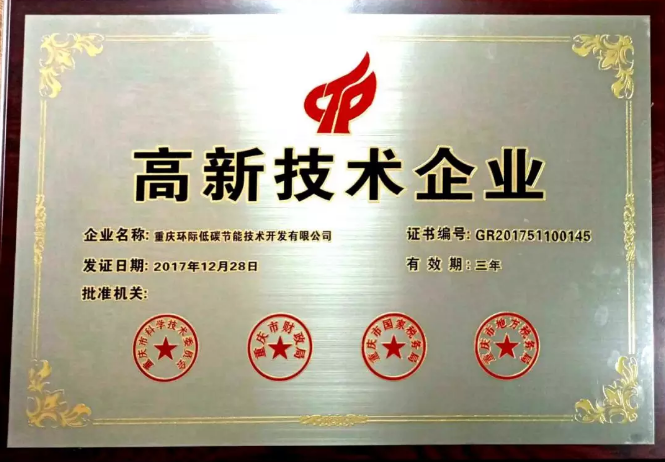 高新技术企业
企业名称: 重庆环际低碳节能技术开发有限公司
证书编号: GR201751100145
发证日期: 2017年12月28日
有 效 期: 三年
批准机关:
重庆市科学技术委员会
重庆市财政局
重庆市国家税务局
重庆市地方税务局